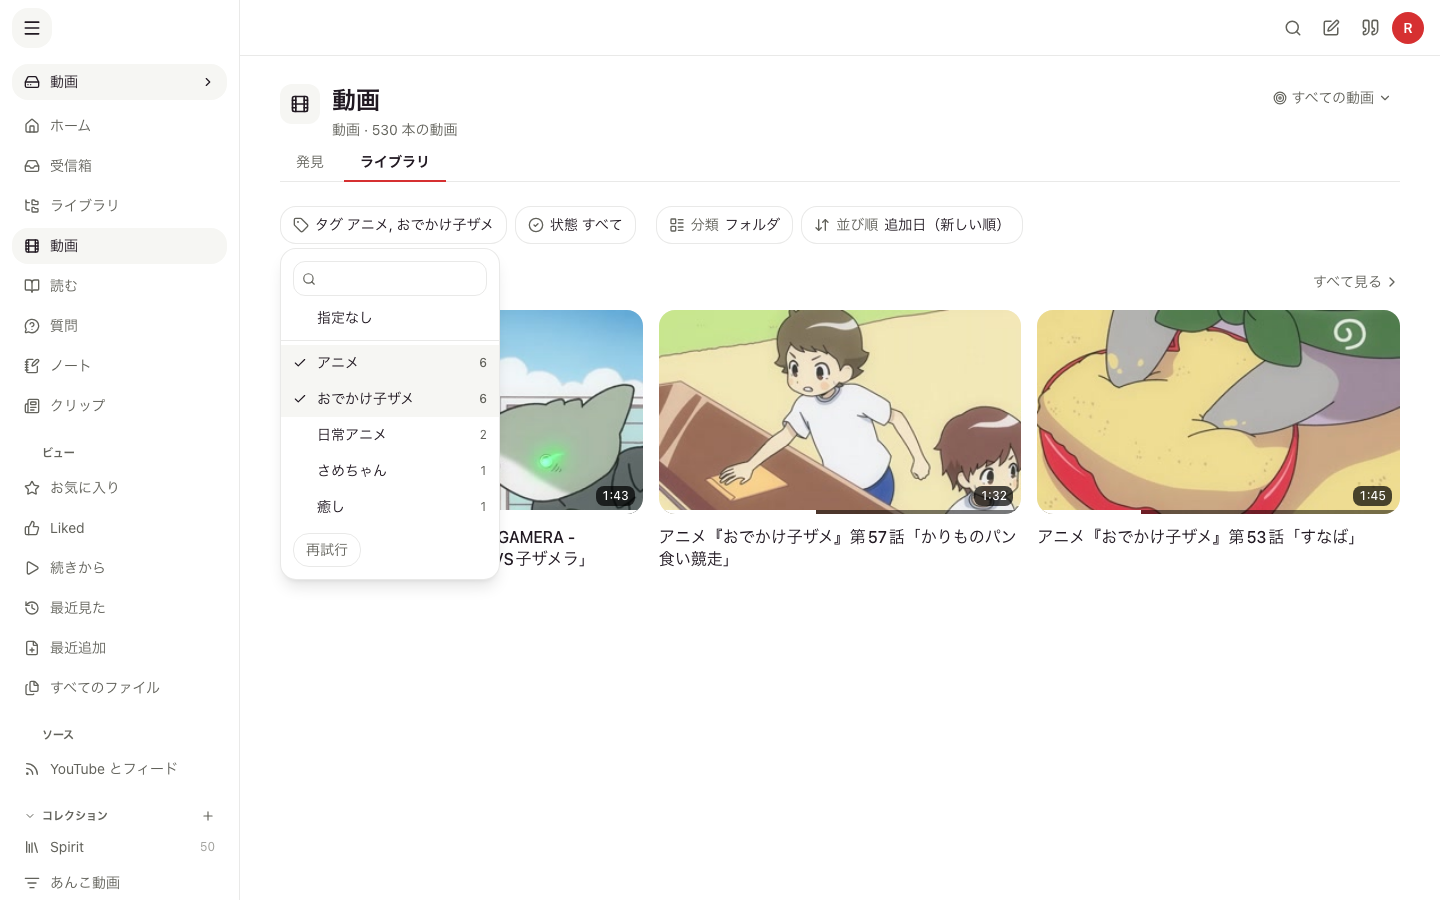 動画
ホーム
受信箱
ライブラリ
動画
読む
質問
ノート
クリップ
ビュー
お気に入り
Liked
続きから
最近見た
最近追加
すべてのファイル
ソース
YouTube とフィード
コレクション
Spirit 50
あんこ動画
R
動画
動画 · 530 本の動画
すべての動画
発見 ライブラリ
タグ アニメ, おでかけ子ザメ 状態 すべて 分類 フォルダ 並び順 追加日（新しい順）
すべて見る
指定なし
アニメ 6
おでかけ子ザメ 6
日常アニメ 2
さめちゃん 1
癒し 1
再試行
1:43
GAMERA -
VS子ザメラ」
1:32
アニメ『おでかけ子ザメ』第57話「かりものパン
食い競走」
1:45
アニメ『おでかけ子ザメ』第53話「すなば」